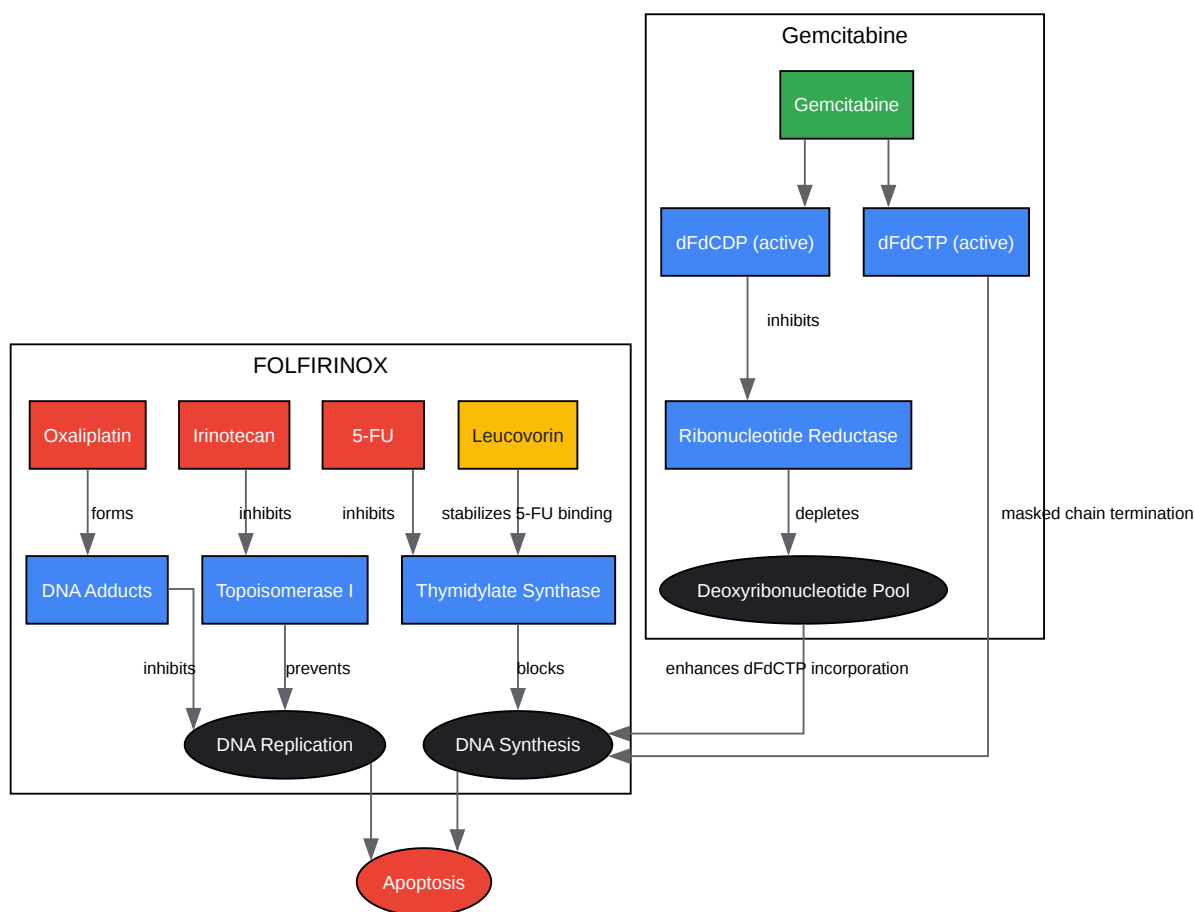 Gemcitabine
Gemcitabine
dFdCDP (active)
dFdCTP (active)
inhibits
FOLFIRINOX
Oxaliplatin
Irinotecan
5-FU
Leucovorin
Ribonucleotide Reductase
forms
inhibits
inhibits
stabilizes 5-FU binding
depletes
masked chain termination
DNA Adducts
Topoisomerase I
Thymidylate Synthase
Deoxyribonucleotide Pool
inhibits
prevents
blocks
enhances dFdCTP incorporation
DNA Replication
DNA Synthesis
Apoptosis